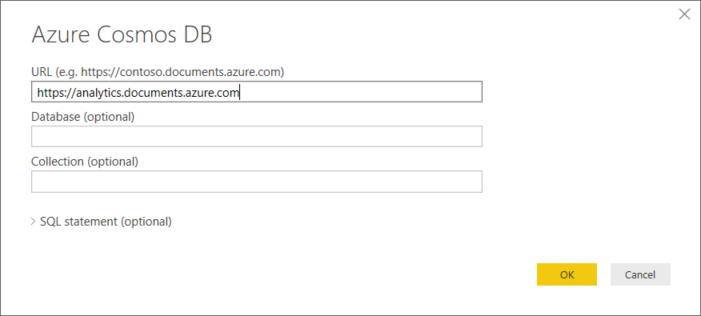 Azure Cosmos DB
URL (e.g. https://contoso.documents.azure.com)
https://analytics.documents.azure.com
Database (optional)
Collection (optional)
SQL statement (optional)
OK Cancel